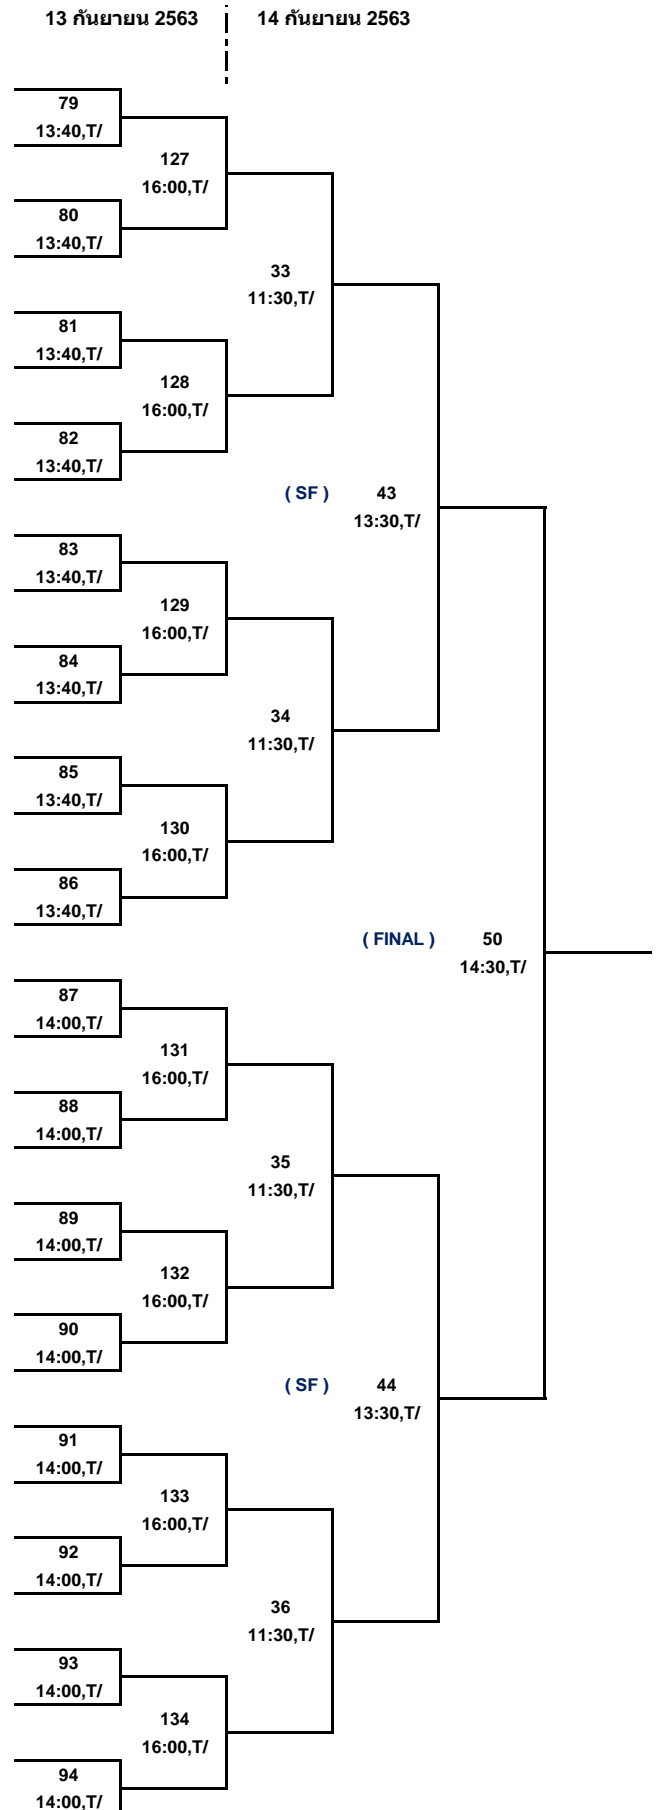 13 กันยายน 2563 14 กันยายน 2563
79
13:40,T/
127
16:00,T/
80
13:40,T/
33
11:30,T/
81
13:40,T/
128
16:00,T/
82
13:40,T/
( SF ) 43
13:30,T/
83
13:40,T/
129
16:00,T/
84
13:40,T/
34
11:30,T/
85
13:40,T/
130
16:00,T/
86
13:40,T/
( FINAL ) 50
14:30,T/
87
14:00,T/
131
16:00,T/
88
14:00,T/
35
11:30,T/
89
14:00,T/
132
16:00,T/
90
14:00,T/
( SF ) 44
13:30,T/
91
14:00,T/
133
16:00,T/
92
14:00,T/
36
11:30,T/
93
14:00,T/
134
16:00,T/
94
14:00,T/